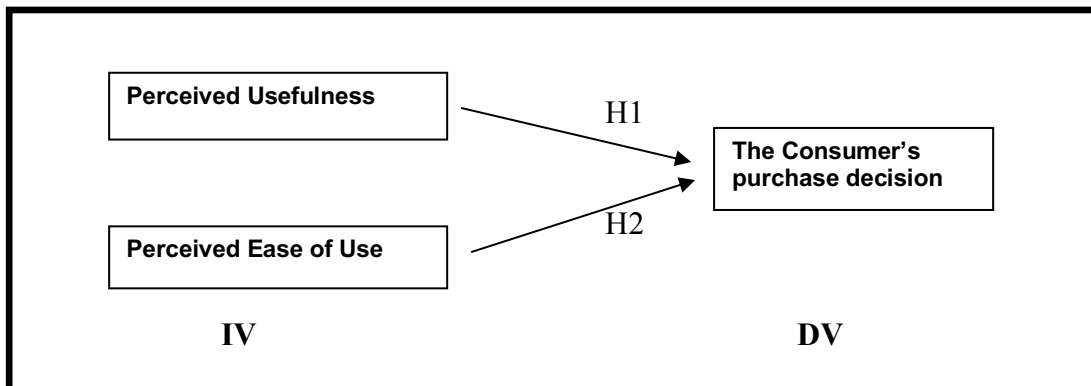 Perceived Usefulness
H1
The Consumer’s
purchase decision
H2
Perceived Ease of Use
IV
DV